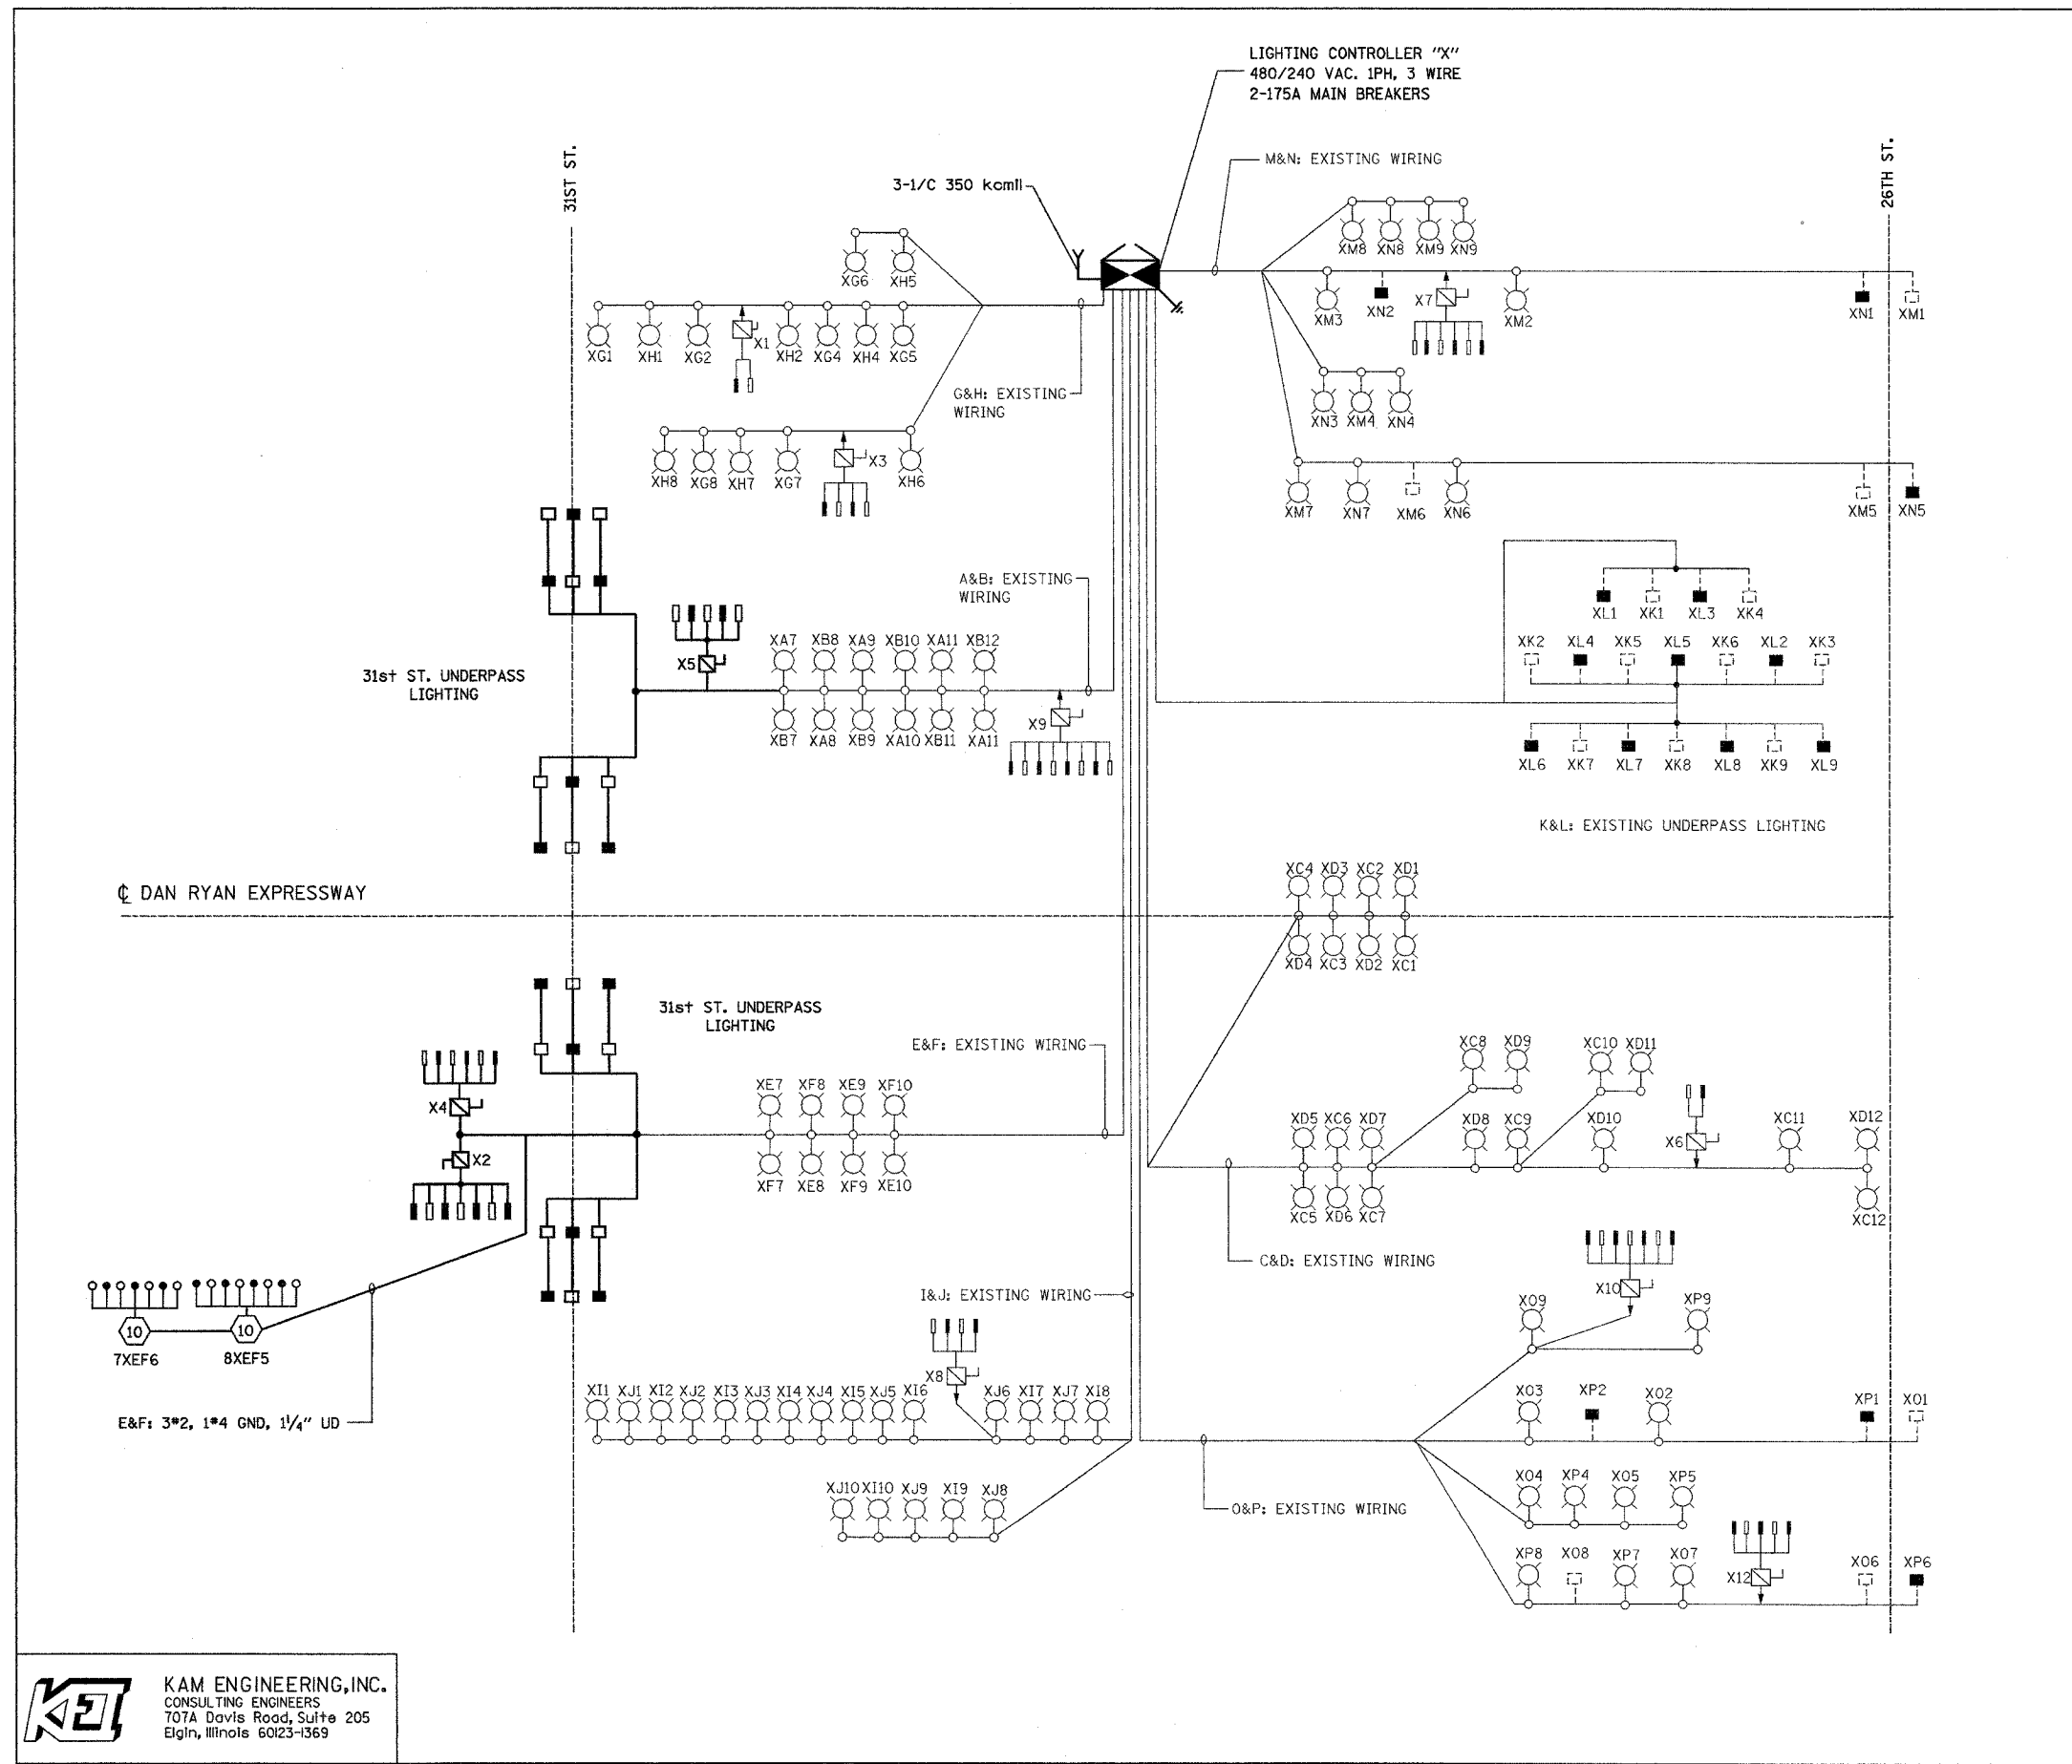 LIGHTING CONTROLLER "X"
480/240 VAC. 1PH, 3 WIRE
2-175A MAIN BREAKERS
31ST ST.
26TH ST.
M&N: EXISTING WIRING
3-1/C 350 kcmil
XM8 XN8 XM9 XN9
XG6 XH5
XM3 XN2 X7 XM2 XN1 XM1
XG1 XH1 XG2 X1 XH2 XG4 XH4 XG5
G&H: EXISTING
WIRING
XN3 XM4 XN4
XH8 XG8 XH7 XG7 X3 XH6
XM7 XN7 XM6 XN6 XM5 XN5
A&B: EXISTING
WIRING
XL1 XK1 XL3 XK4
XK2 XL4 XK5 XL5 XK6 XL2 XK3
XA7 XB8 XA9 XB10 XA11 XB12
X5
31st ST. UNDERPASS
LIGHTING
X9
XB7 XA8 XB9 XA10 XB11 XA11
XL6 XK7 XL7 XK8 XL8 XK9 XL9
K&L: EXISTING UNDERPASS LIGHTING
℄ DAN RYAN EXPRESSWAY
XC4 XD3 XC2 XD1
XD4 XC3 XD2 XC1
31st ST. UNDERPASS
LIGHTING
E&F: EXISTING WIRING
XC8 XD9 XC10 XD11
XE7 XF8 XE9 XF10
X4
XD5 XC6 XD7 XD8 XC9 XD10 X6 XC11 XD12
X2
XF7 XE8 XF9 XE10
XC5 XD6 XC7 XC12
C&D: EXISTING WIRING
I&J: EXISTING WIRING
X10
XO9 XP9
10 10
7XEF6 8XEF5
X8
XI1 XJ1 XI2 XJ2 XI3 XJ3 XI4 XJ4 XI5 XJ5 XI6 XJ6 XI7 XJ7 XI8
XO3 XP2 XO2 XP1 XO1
E&F: 3#2, 1#4 GND, 1¼" UD
XJ10 XI10 XJ9 XI9 XJ8
XO4 XP4 XO5 XP5
O&P: EXISTING WIRING
XP8 XO8 XP7 XO7 X12 XO6 XP6
KEI
KAM ENGINEERING,INC.
CONSULTING ENGINEERS
707A Davis Road, Suite 205
Elgin, Illinois 60123-1369